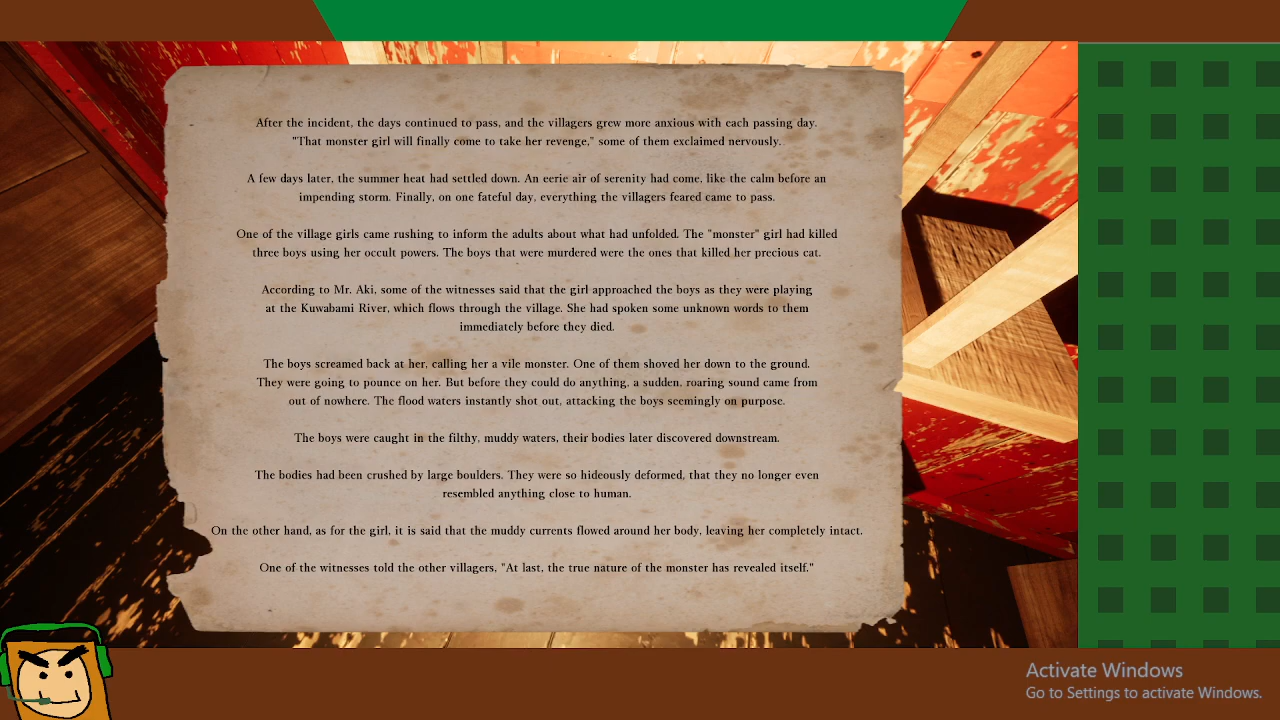 After the incident, the days continued to pass, and the villagers grew more anxious with each passing day.
"That monster girl will finally come to take her revenge," some of them exclaimed nervously.
A few days later, the summer heat had settled down. An eerie air of serenity had come, like the calm before an
impending storm. Finally, on one fateful day, everything the villagers feared came to pass.
One of the village girls came rushing to inform the adults about what had unfolded. The "monster" girl had killed
three boys using her occult powers. The boys that were murdered were the ones that killed her precious cat.
According to Mr. Aki, some of the witnesses said that the girl approached the boys as they were playing
at the Kuwabami River, which flows through the village. She had spoken some unknown words to them
immediately before they died.
The boys screamed back at her, calling her a vile monster. One of them shoved her down to the ground.
They were going to pounce on her. But before they could do anything, a sudden, roaring sound came from
out of nowhere. The flood waters instantly shot out, attacking the boys seemingly on purpose.
The boys were caught in the filthy, muddy waters, their bodies later discovered downstream.
The bodies had been crushed by large boulders. They were so hideously deformed, that they no longer even
resembled anything close to human.
On the other hand, as for the girl, it is said that the muddy currents flowed around her body, leaving her completely intact.
One of the witnesses told the other villagers, "At last, the true nature of the monster has revealed itself."
Activate Windows
Go to Settings to activate Windows.